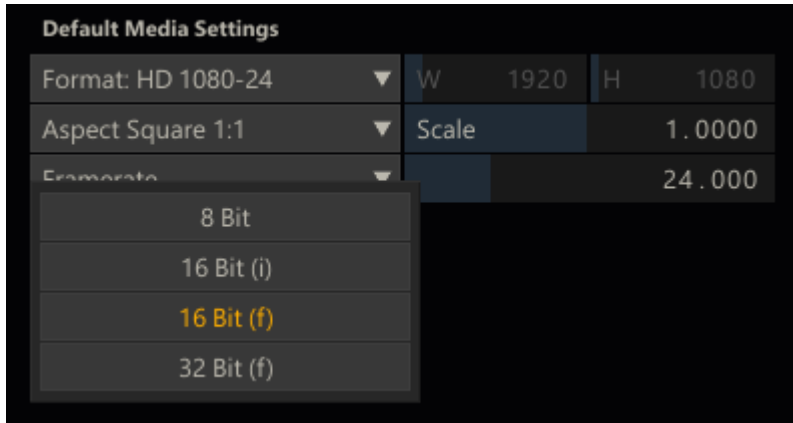 Default Media Settings
Format: HD 1080-24 ▼ W 1920 H 1080
Aspect Square 1:1 ▼ Scale 1.0000
Framerate ▼ 24.000
8 Bit
16 Bit (i)
16 Bit (f)
32 Bit (f)